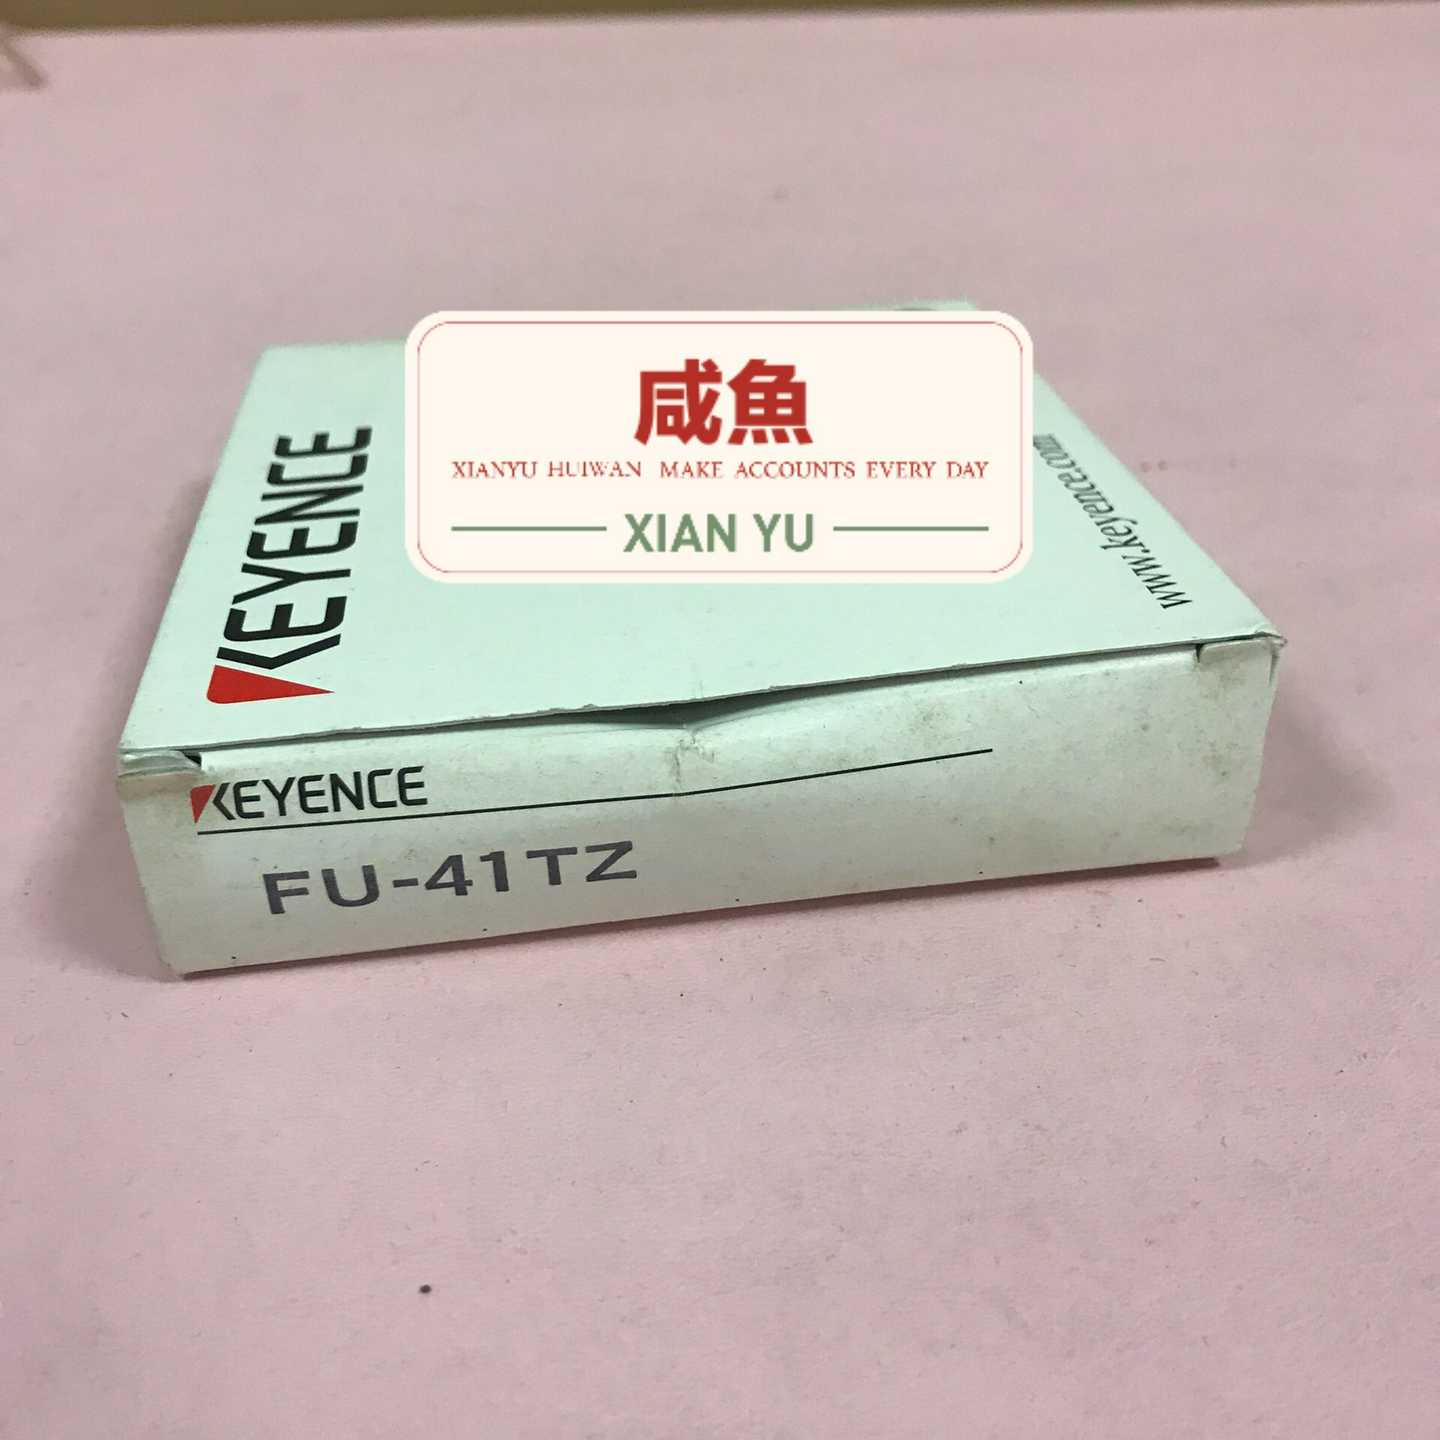 咸魚
XIANYU HUIWAN MAKE ACCOUNTS EVERY DAY
XIAN YU
KEYENCE
www.keyence.com
KEYENCE
FU-41TZ